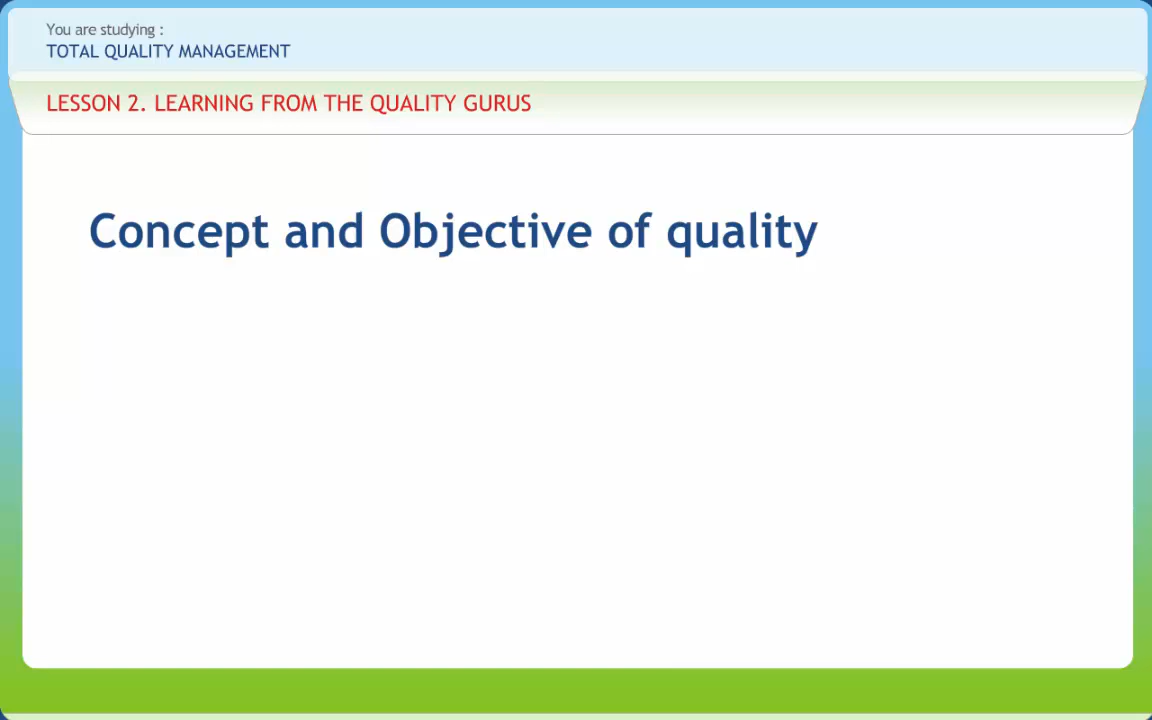 You are studying :
TOTAL QUALITY MANAGEMENT
LESSON 2. LEARNING FROM THE QUALITY GURUS
Concept and Objective of quality